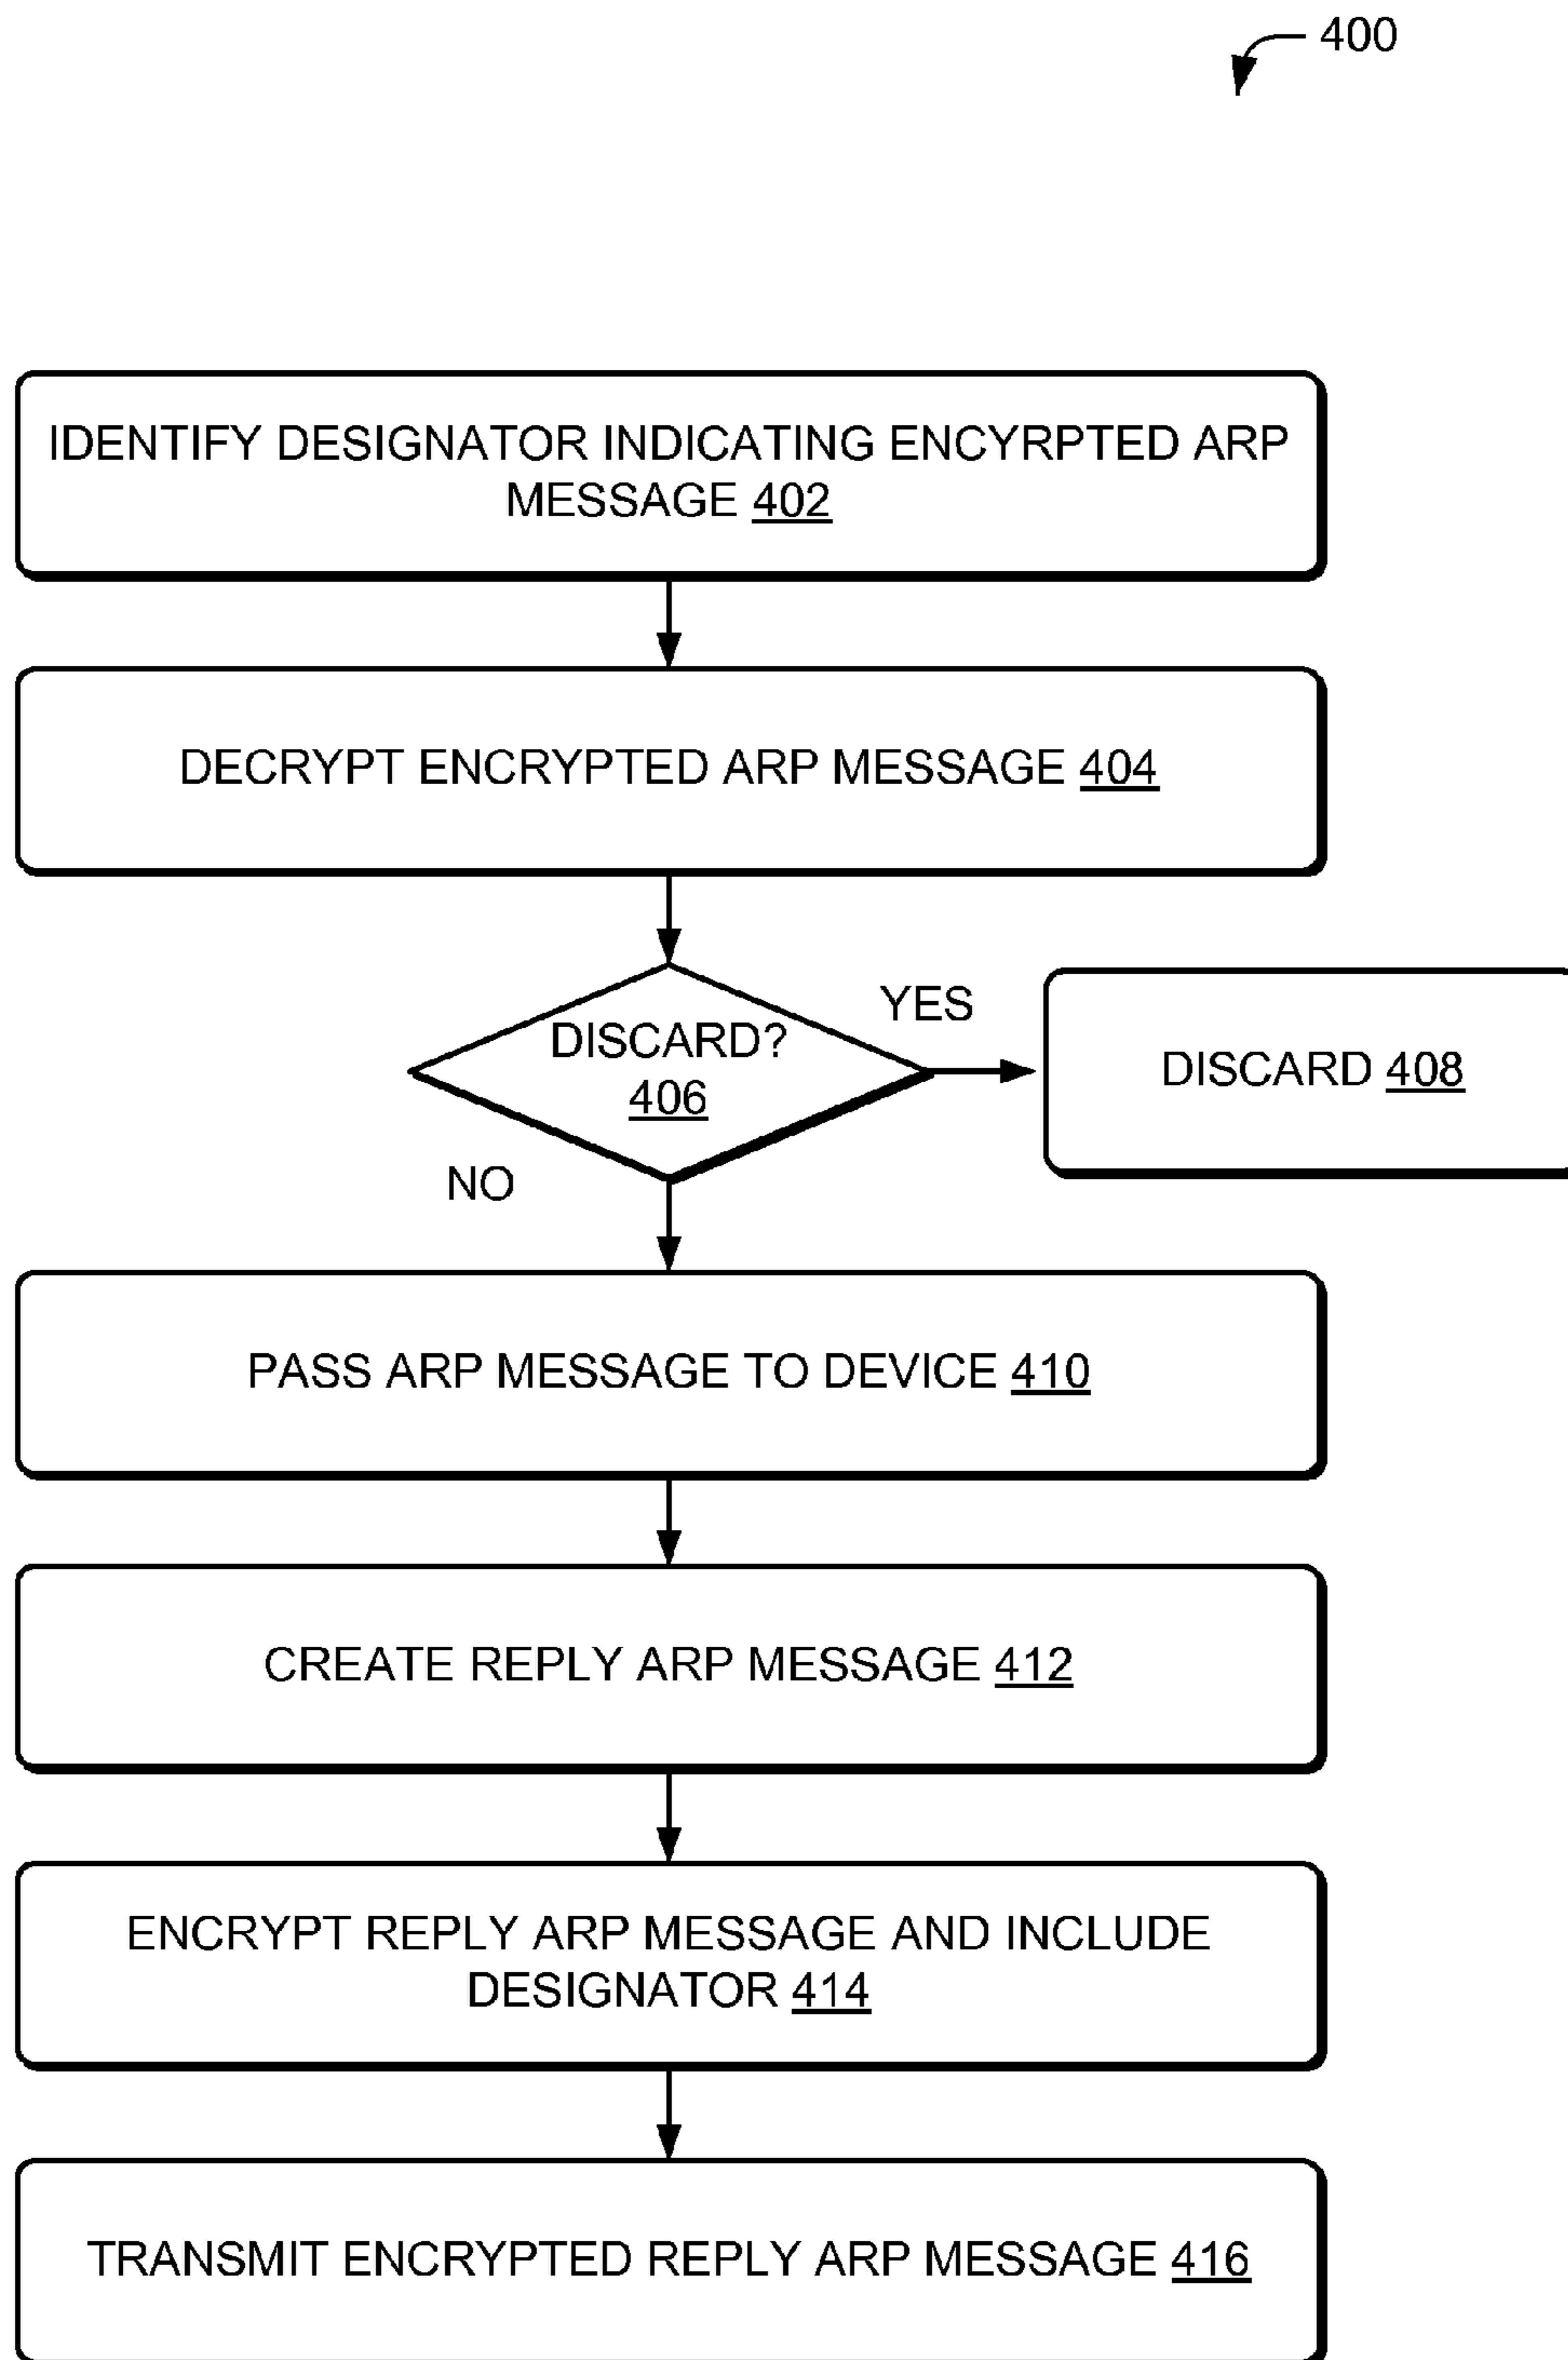 400
IDENTIFY DESIGNATOR INDICATING ENCYRPTED ARP
MESSAGE 402
DECRYPT ENCRYPTED ARP MESSAGE 404
YES
DISCARD?
406
DISCARD 408
NO
PASS ARP MESSAGE TO DEVICE 410
CREATE REPLY ARP MESSAGE 412
ENCRYPT REPLY ARP MESSAGE AND INCLUDE
DESIGNATOR 414
TRANSMIT ENCRYPTED REPLY ARP MESSAGE 416